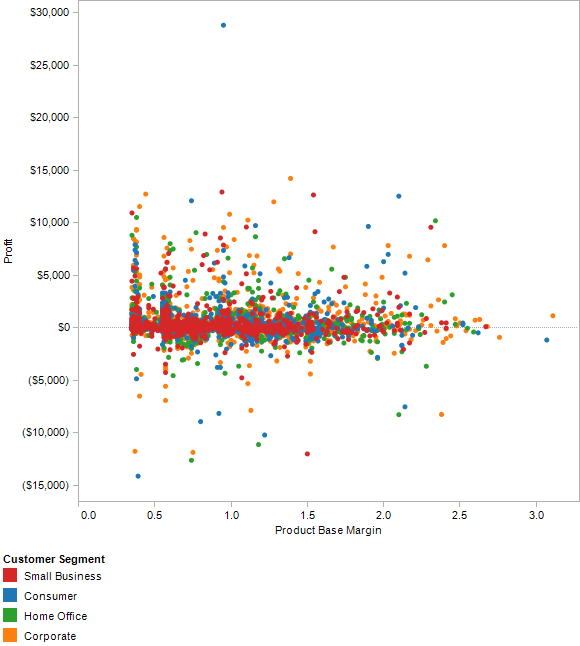 $30,000
$25,000
$20,000
$15,000
$10,000
$5,000
$0
($5,000)
($10,000)
($15,000)
Profit
0.0 0.5 1.0 1.5 2.0 2.5 3.0
Product Base Margin
Customer Segment
Small Business
Consumer
Home Office
Corporate